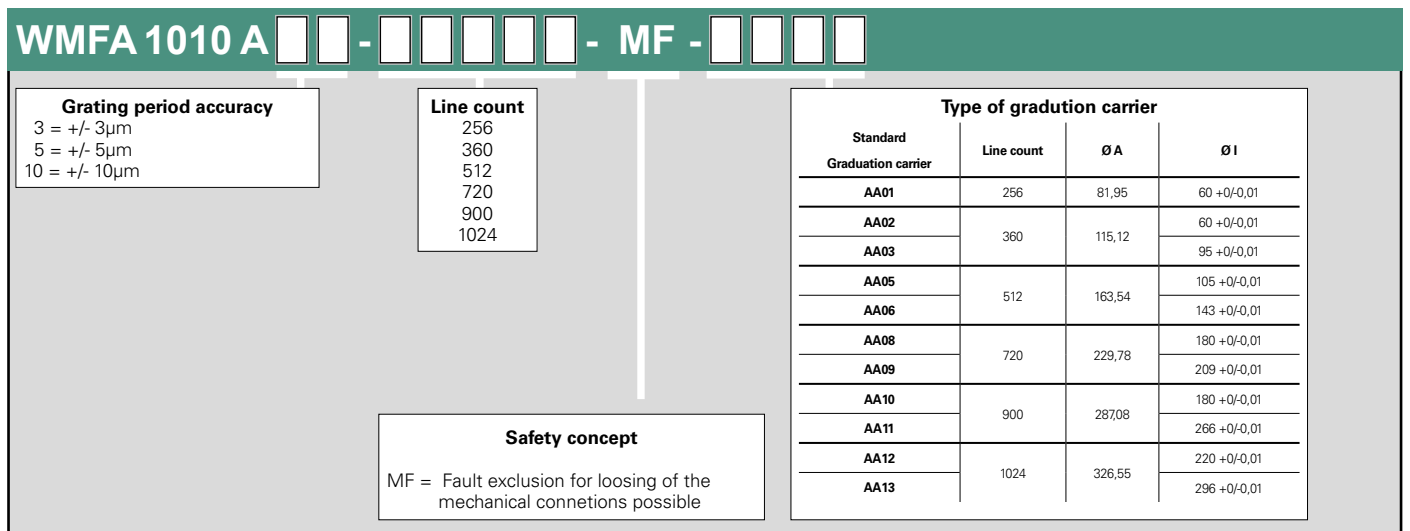 WMFA 1010 A - - MF -
Grating period accuracy
3 = +/- 3µm
5 = +/- 5µm
10 = +/- 10µm
Line count
256
360
512
720
900
1024
Safety concept
MF = Fault exclusion for loosing of the
mechanical connetions possible
Type of gradution carrier
Standard
Graduation carrier Line count Ø A Ø I
AA01 256 81,95 60 +0/-0,01
AA02 360 115,12 60 +0/-0,01
AA03 95 +0/-0,01
AA05 512 163,54 105 +0/-0,01
AA06 143 +0/-0,01
AA08 720 229,78 180 +0/-0,01
AA09 209 +0/-0,01
AA10 900 287,08 180 +0/-0,01
AA11 266 +0/-0,01
AA12 1024 326,55 220 +0/-0,01
AA13 296 +0/-0,01